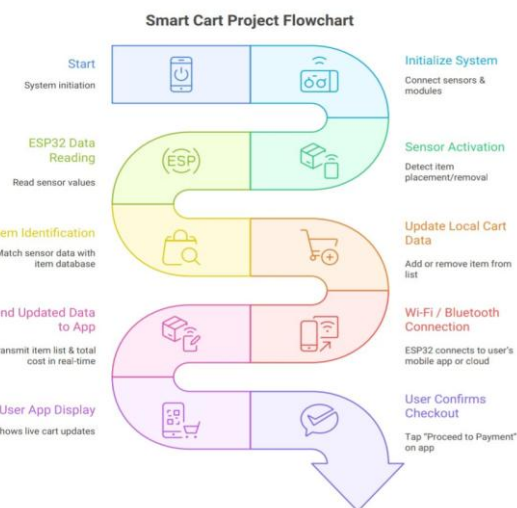 Smart Cart Project Flowchart
Start
System initiation
Initialize System
Connect sensors &
modules
ESP32 Data
Reading
Read sensor values
ESP
Sensor Activation
Detect item
placement/removal
em Identification
Match sensor data with
item database
Update Local Cart
Data
Add or remove item from
list
nd Updated Data
to App
ransmit item list & total
cost in real-time
Wi-Fi / Bluetooth
Connection
ESP32 connects to user's
mobile app or cloud
User App Display
hows live cart updates
User Confirms
Checkout
Tap "Proceed to Payment"
on app